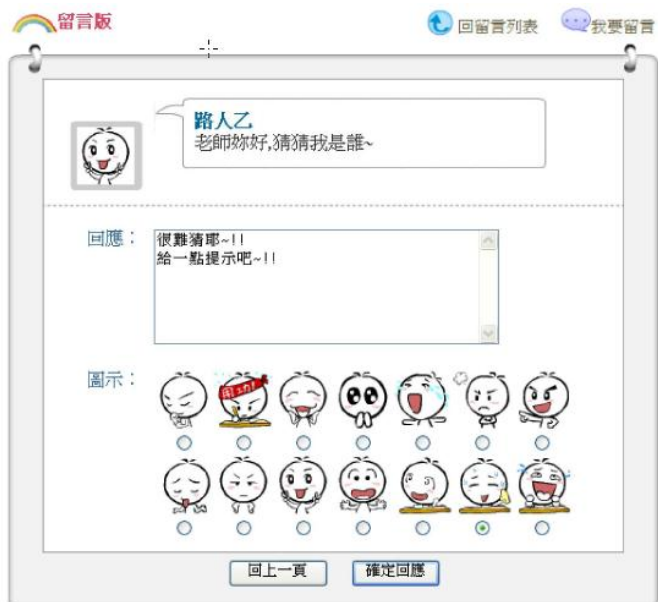 留言版
回留言列表
我要留言
路人乙
老師妳好,猜猜我是誰~
回應：
很難猜耶~!!
給一點提示吧~!!
圖示：
用功!
回上一頁
確定回應